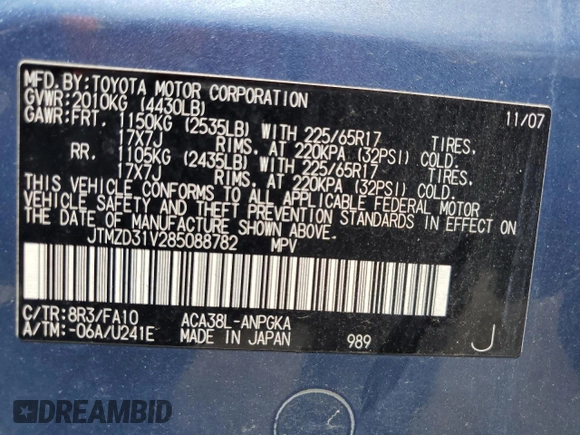 MFD.BY:TOYOTA MOTOR CORPORATION 11/07
GVWR:2010KG (4430LB)
GAWR:FRT. 1150KG (2535LB) WITH 225/65R17 TIRES.
17X7J RIMS. AT 220KPA (32PSI) COLD.
RR. 1105KG (2435LB) WITH 225/65R17 TIRES.
17X7J RIMS. AT 220KPA (32PSI) COLD.
THIS VEHICLE CONFORMS TO ALL APPLICABLE FEDERAL MOTOR
VEHICLE SAFETY AND THEFT PREVENTION STANDARDS IN EFFECT ON
THE DATE OF MANUFACTURE SHOWN ABOVE.
JTMZD31V285088782 MPV
C/TR:8R3/FA10 ACA38L-ANPGKA
A/TM:-06A/U241E MADE IN JAPAN 989 J
DREAMBID